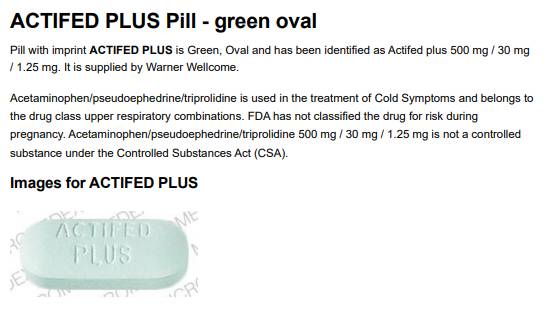 ACTIFED PLUS Pill - green oval
Pill with imprint ACTIFED PLUS is Green, Oval and has been identified as Actifed plus 500 mg / 30 mg
/ 1.25 mg. It is supplied by Warner Wellcome.
Acetaminophen/pseudoephedrine/triprolidine is used in the treatment of Cold Symptoms and belongs to
the drug class upper respiratory combinations. FDA has not classified the drug for risk during
pregnancy. Acetaminophen/pseudoephedrine/triprolidine 500 mg / 30 mg / 1.25 mg is not a controlled
substance under the Controlled Substances Act (CSA).
Images for ACTIFED PLUS
ACTIFED
PLUS